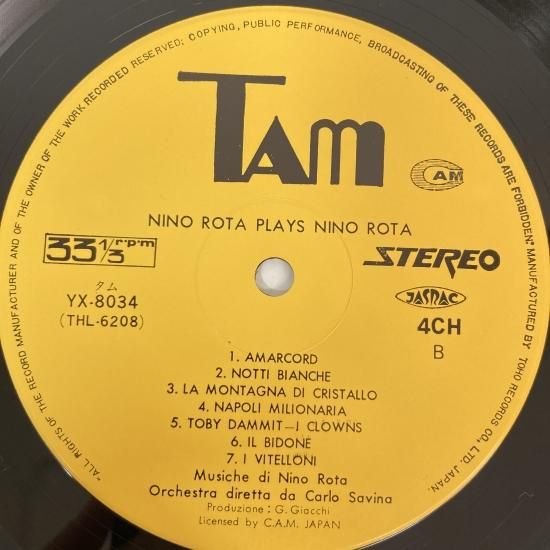 "ALL RIGHTS OF THE RECORD MANUFACTURER AND OF THE OWNER OF THE WORK RECORDED RESERVED; COPYING, PUBLIC PERFORMANCE, BROADCASTING OF THESE RECORDS ARE FORBIDDEN." MANUFACTURED BY TOHO RECORDS CO., LTD. JAPAN.
TAM
CAM
NINO ROTA PLAYS NINO ROTA
33 1/3 r·p·m
STEREO
タム
YX-8034
(THL-6208)
JASRAC
4CH
B
1. AMARCORD
2. NOTTI BIANCHE
3. LA MONTAGNA DI CRISTALLO
4. NAPOLI MILIONARIA
5. TOBY DAMMIT—I CLOWNS
6. IL BIDONE
7. I VITELLONI
Musiche di Nino Rota
Orchestra diretta da Carlo Savina
Produzione : G. Giacchi
Licensed by C.A.M. JAPAN